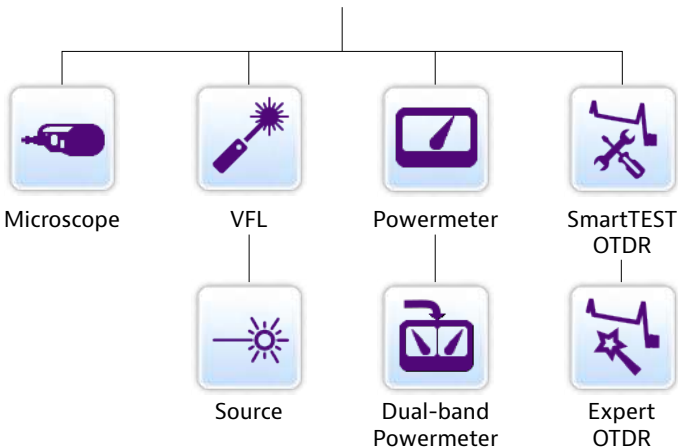 Microscope
VFL
Powermeter
SmartTEST
OTDR
Source
Dual-band
Powermeter
Expert
OTDR